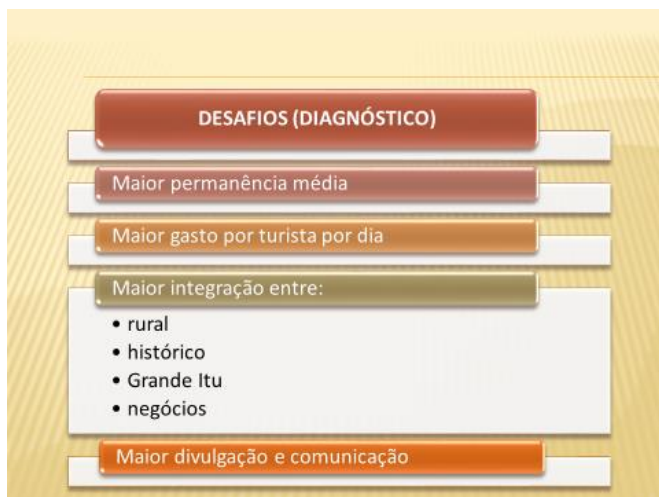 DESAFIOS (DIAGNÓSTICO)
Maior permanência média
Maior gasto por turista por dia
Maior integração entre:
• rural
• histórico
• Grande Itu
• negócios
Maior divulgação e comunicação